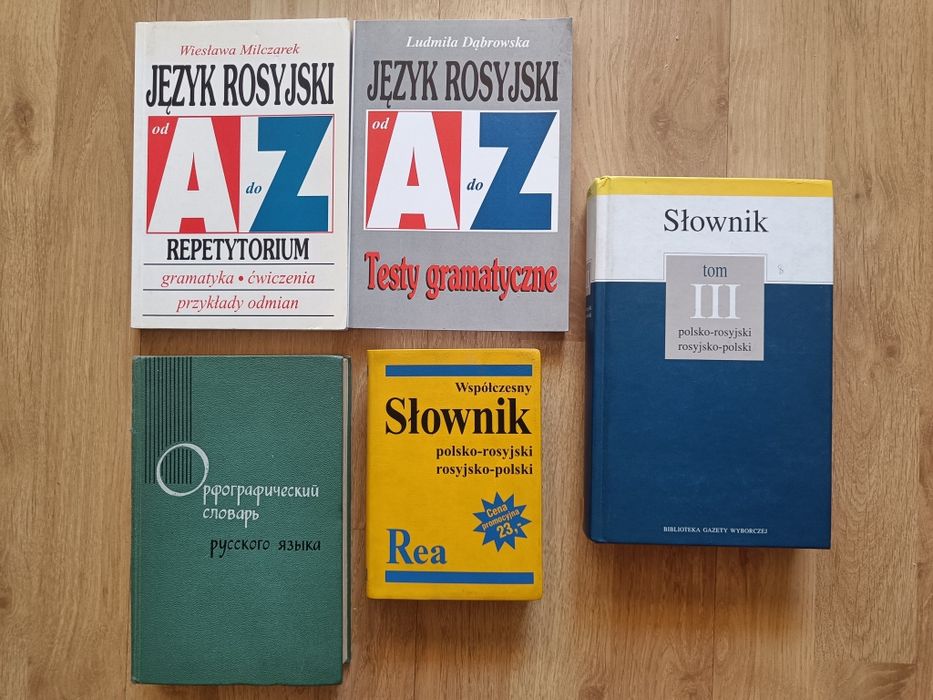 Wiesława Milczarek
JĘZYK ROSYJSKI
od
A
do
Z
REPETYTORIUM
gramatyka • ćwiczenia
przykłady odmian
Ludmiła Dąbrowska
JĘZYK ROSYJSKI
od
A
do
Z
Testy gramatyczne
Słownik
tom
III
polsko-rosyjski
rosyjsko-polski
BIBLIOTEKA GAZETY WYBORCZEJ
Орфографический
словарь
русского языка
Współczesny
Słownik
polsko-rosyjski
rosyjsko-polski
Cena
promocyjna
23,-
Rea